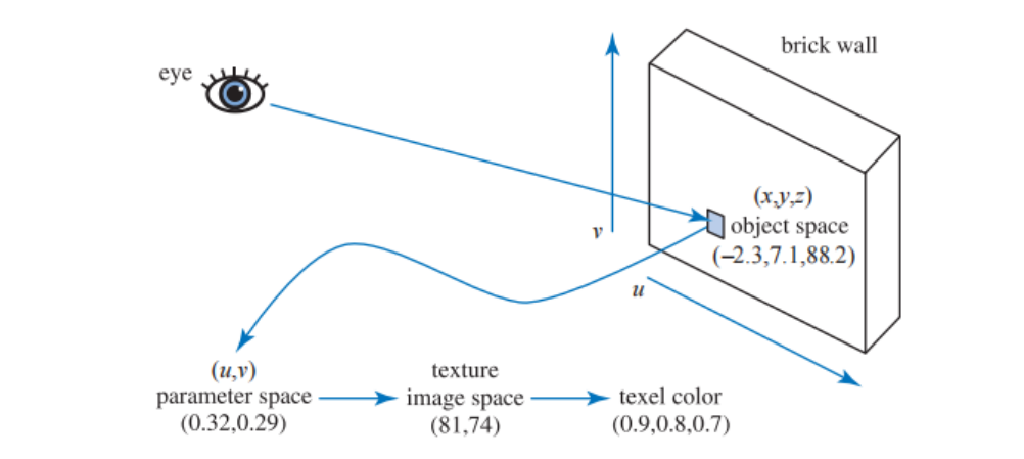 brick wall
eye
(x,y,z)
v
object space
(–2.3,7.1,88.2)
u
(u,v)
parameter space
(0.32,0.29)
texture
image space
(81,74)
texel color
(0.9,0.8,0.7)